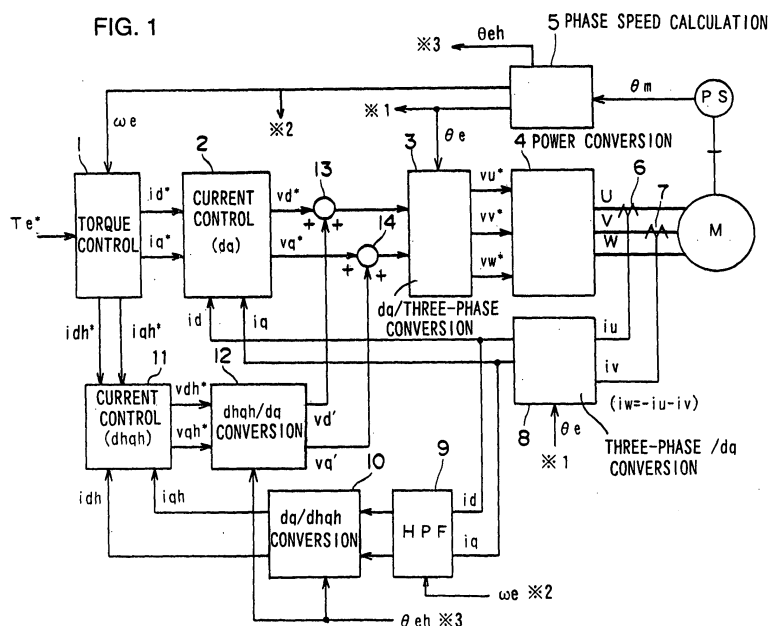 FIG. 1
5 PHASE SPEED CALCULATION
※3
θeh
θm
PS
※1
※2
ωe
θe
4 POWER CONVERSION
1
2
13
3
6
7
Te*
TORQUE
CONTROL
id*
iq*
CURRENT
CONTROL
(dq)
vd*
vq*
+
+
14
+
+
vu*
vv*
vw*
U
V
W
M
dq/THREE-PHASE
CONVERSION
id
iq
iu
iv
(iw=-iu-iv)
idh*
iqh*
11
12
CURRENT
CONTROL
(dhqh)
vdh*
vqh*
dhqh/dq
CONVERSION
vd'
vq'
8
θe
※1
THREE-PHASE /dq
CONVERSION
idh
iqh
10
dq/dhqh
CONVERSION
9
HPF
id
iq
ωe ※2
θeh ※3